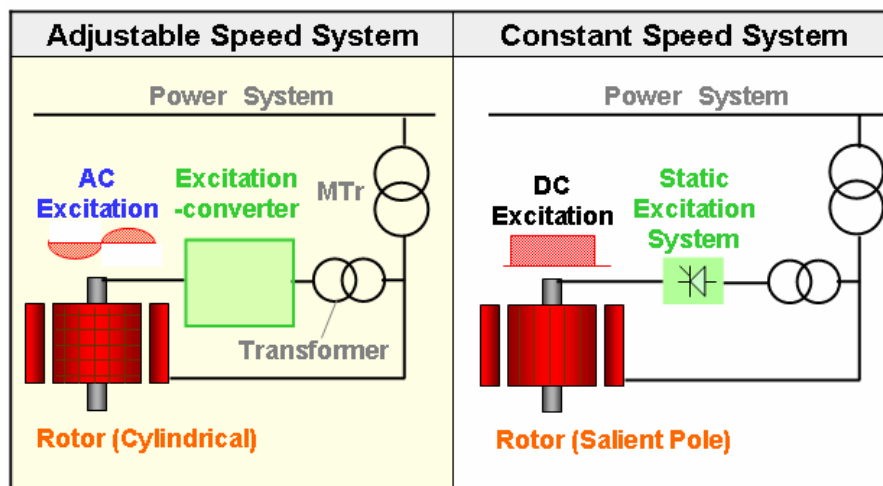 Adjustable Speed System
Power System
AC
Excitation
Excitation
-converter
MTr
Transformer
Rotor (Cylindrical)
Constant Speed System
Power System
DC
Excitation
Static
Excitation
System
Rotor (Salient Pole)